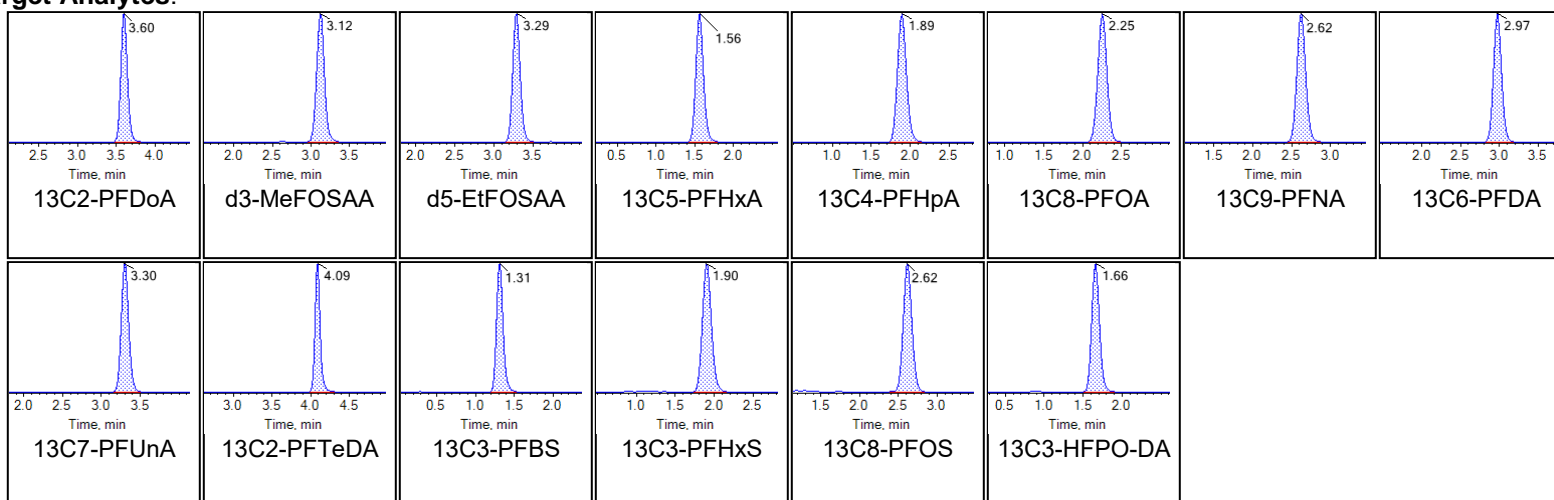 arget Analytes:
3.60
2.5 3.0 3.5 4.0
Time, min
13C2-PFDoA
3.12
2.0 2.5 3.0 3.5
Time, min
d3-MeFOSAA
3.29
2.0 2.5 3.0 3.5
Time, min
d5-EtFOSAA
1.56
0.5 1.0 1.5 2.0
Time, min
13C5-PFHxA
1.89
1.0 1.5 2.0 2.5
Time, min
13C4-PFHpA
2.25
1.0 1.5 2.0 2.5
Time, min
13C8-PFOA
2.62
1.5 2.0 2.5 3.0
Time, min
13C9-PFNA
2.97
2.0 2.5 3.0 3.5
Time, min
13C6-PFDA
3.30
2.0 2.5 3.0 3.5
Time, min
13C7-PFUnA
4.09
3.0 3.5 4.0 4.5
Time, min
13C2-PFTeDA
1.31
0.5 1.0 1.5 2.0
Time, min
13C3-PFBS
1.90
1.0 1.5 2.0 2.5
Time, min
13C3-PFHxS
2.62
1.5 2.0 2.5 3.0
Time, min
13C8-PFOS
1.66
0.5 1.0 1.5 2.0
Time, min
13C3-HFPO-DA